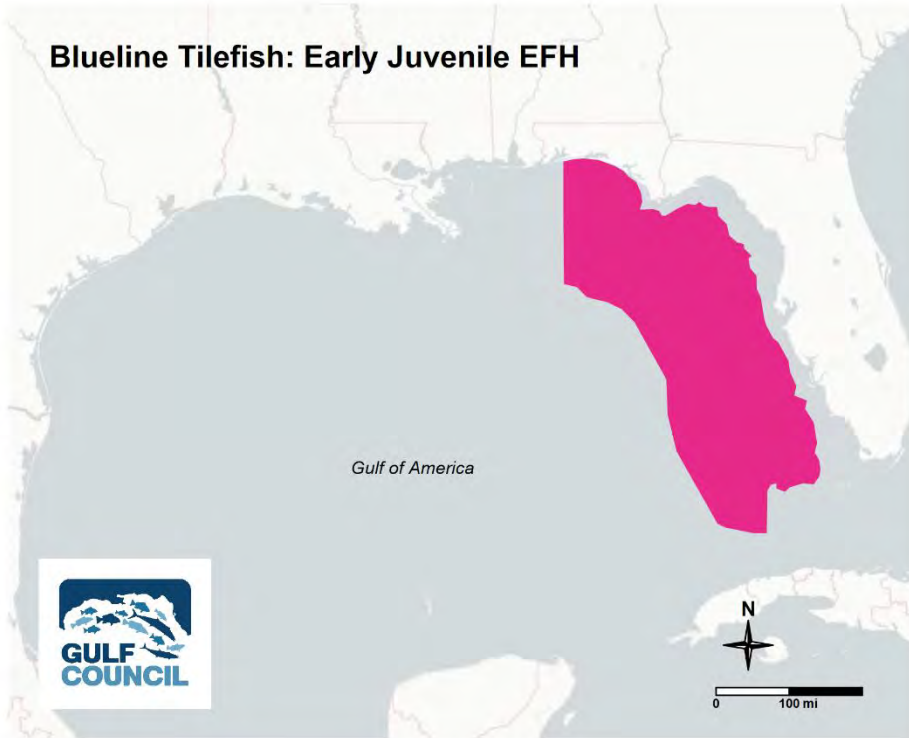 Blueline Tilefish: Early Juvenile EFH
Gulf of America
GULF
COUNCIL
N
0 100 mi